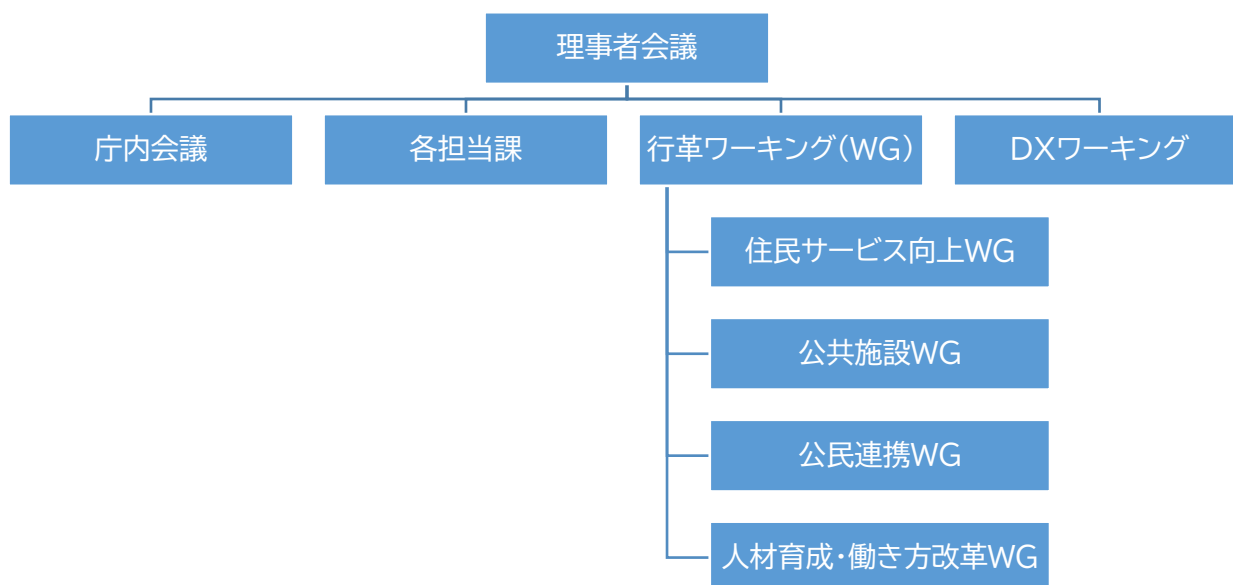 理事者会議
庁内会議
各担当課
行革ワーキング(WG)
DXワーキング
住民サービス向上WG
公共施設WG
公民連携WG
人材育成・働き方改革WG